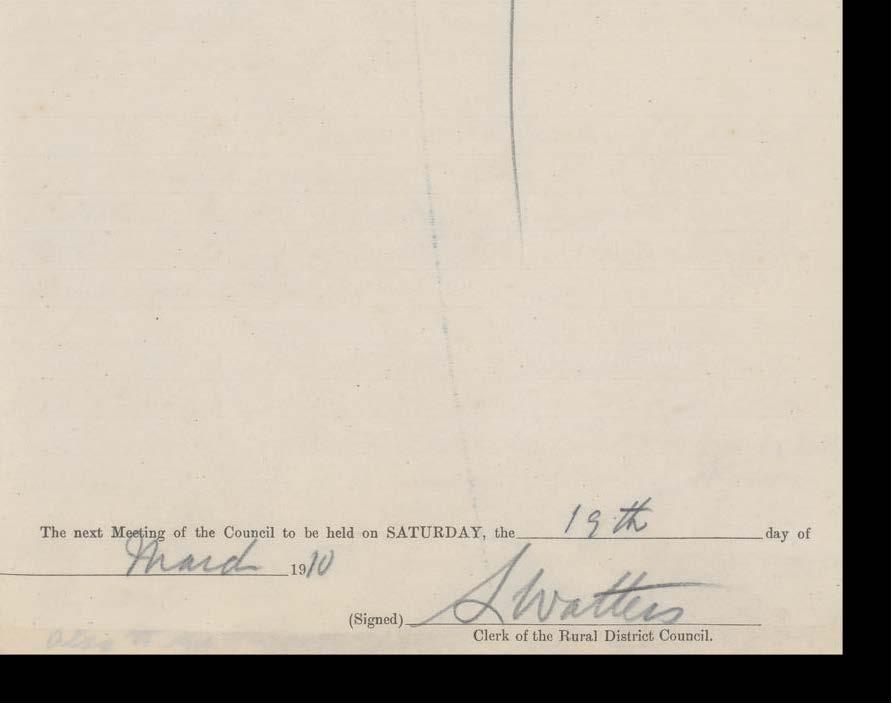 The next Meeting of the Council to be held on SATURDAY, the 19th day of
March 1910
(Signed) S Watters
Clerk of the Rural District Council.